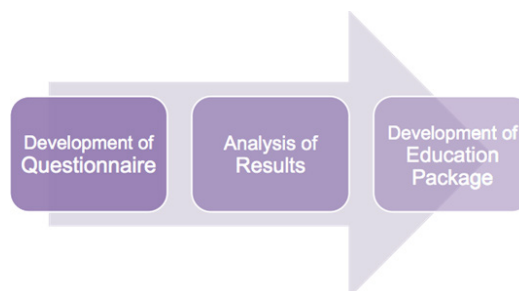 Development of
Questionnaire
Analysis of
Results
Development of
Education
Package